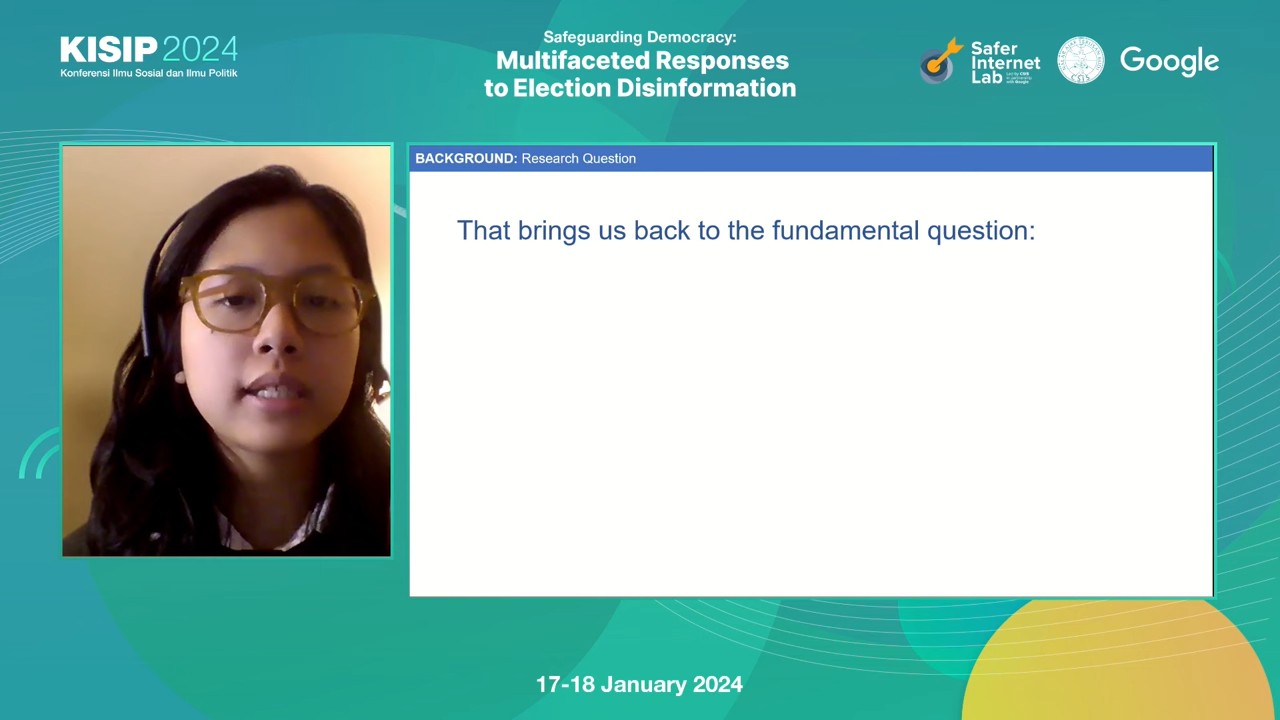 KISIP 2024
Konferensi Ilmu Sosial dan Ilmu Politik
Safeguarding Democracy:
Multifaceted Responses
to Election Disinformation
Safer
Internet
Lab
CSIS
Google
BACKGROUND: Research Question
That brings us back to the fundamental question:
17-18 January 2024